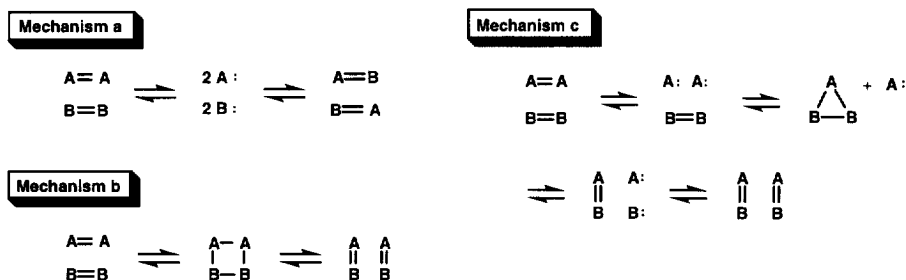 Mechanism a
A=A 2 A: A=B
B=B 2 B: B=A
Mechanism b
A=A A–A A A
B=B B–B B B
Mechanism c
A=A A: A: A + A:
B=B B=B B–B
A A: A A
B B: B B